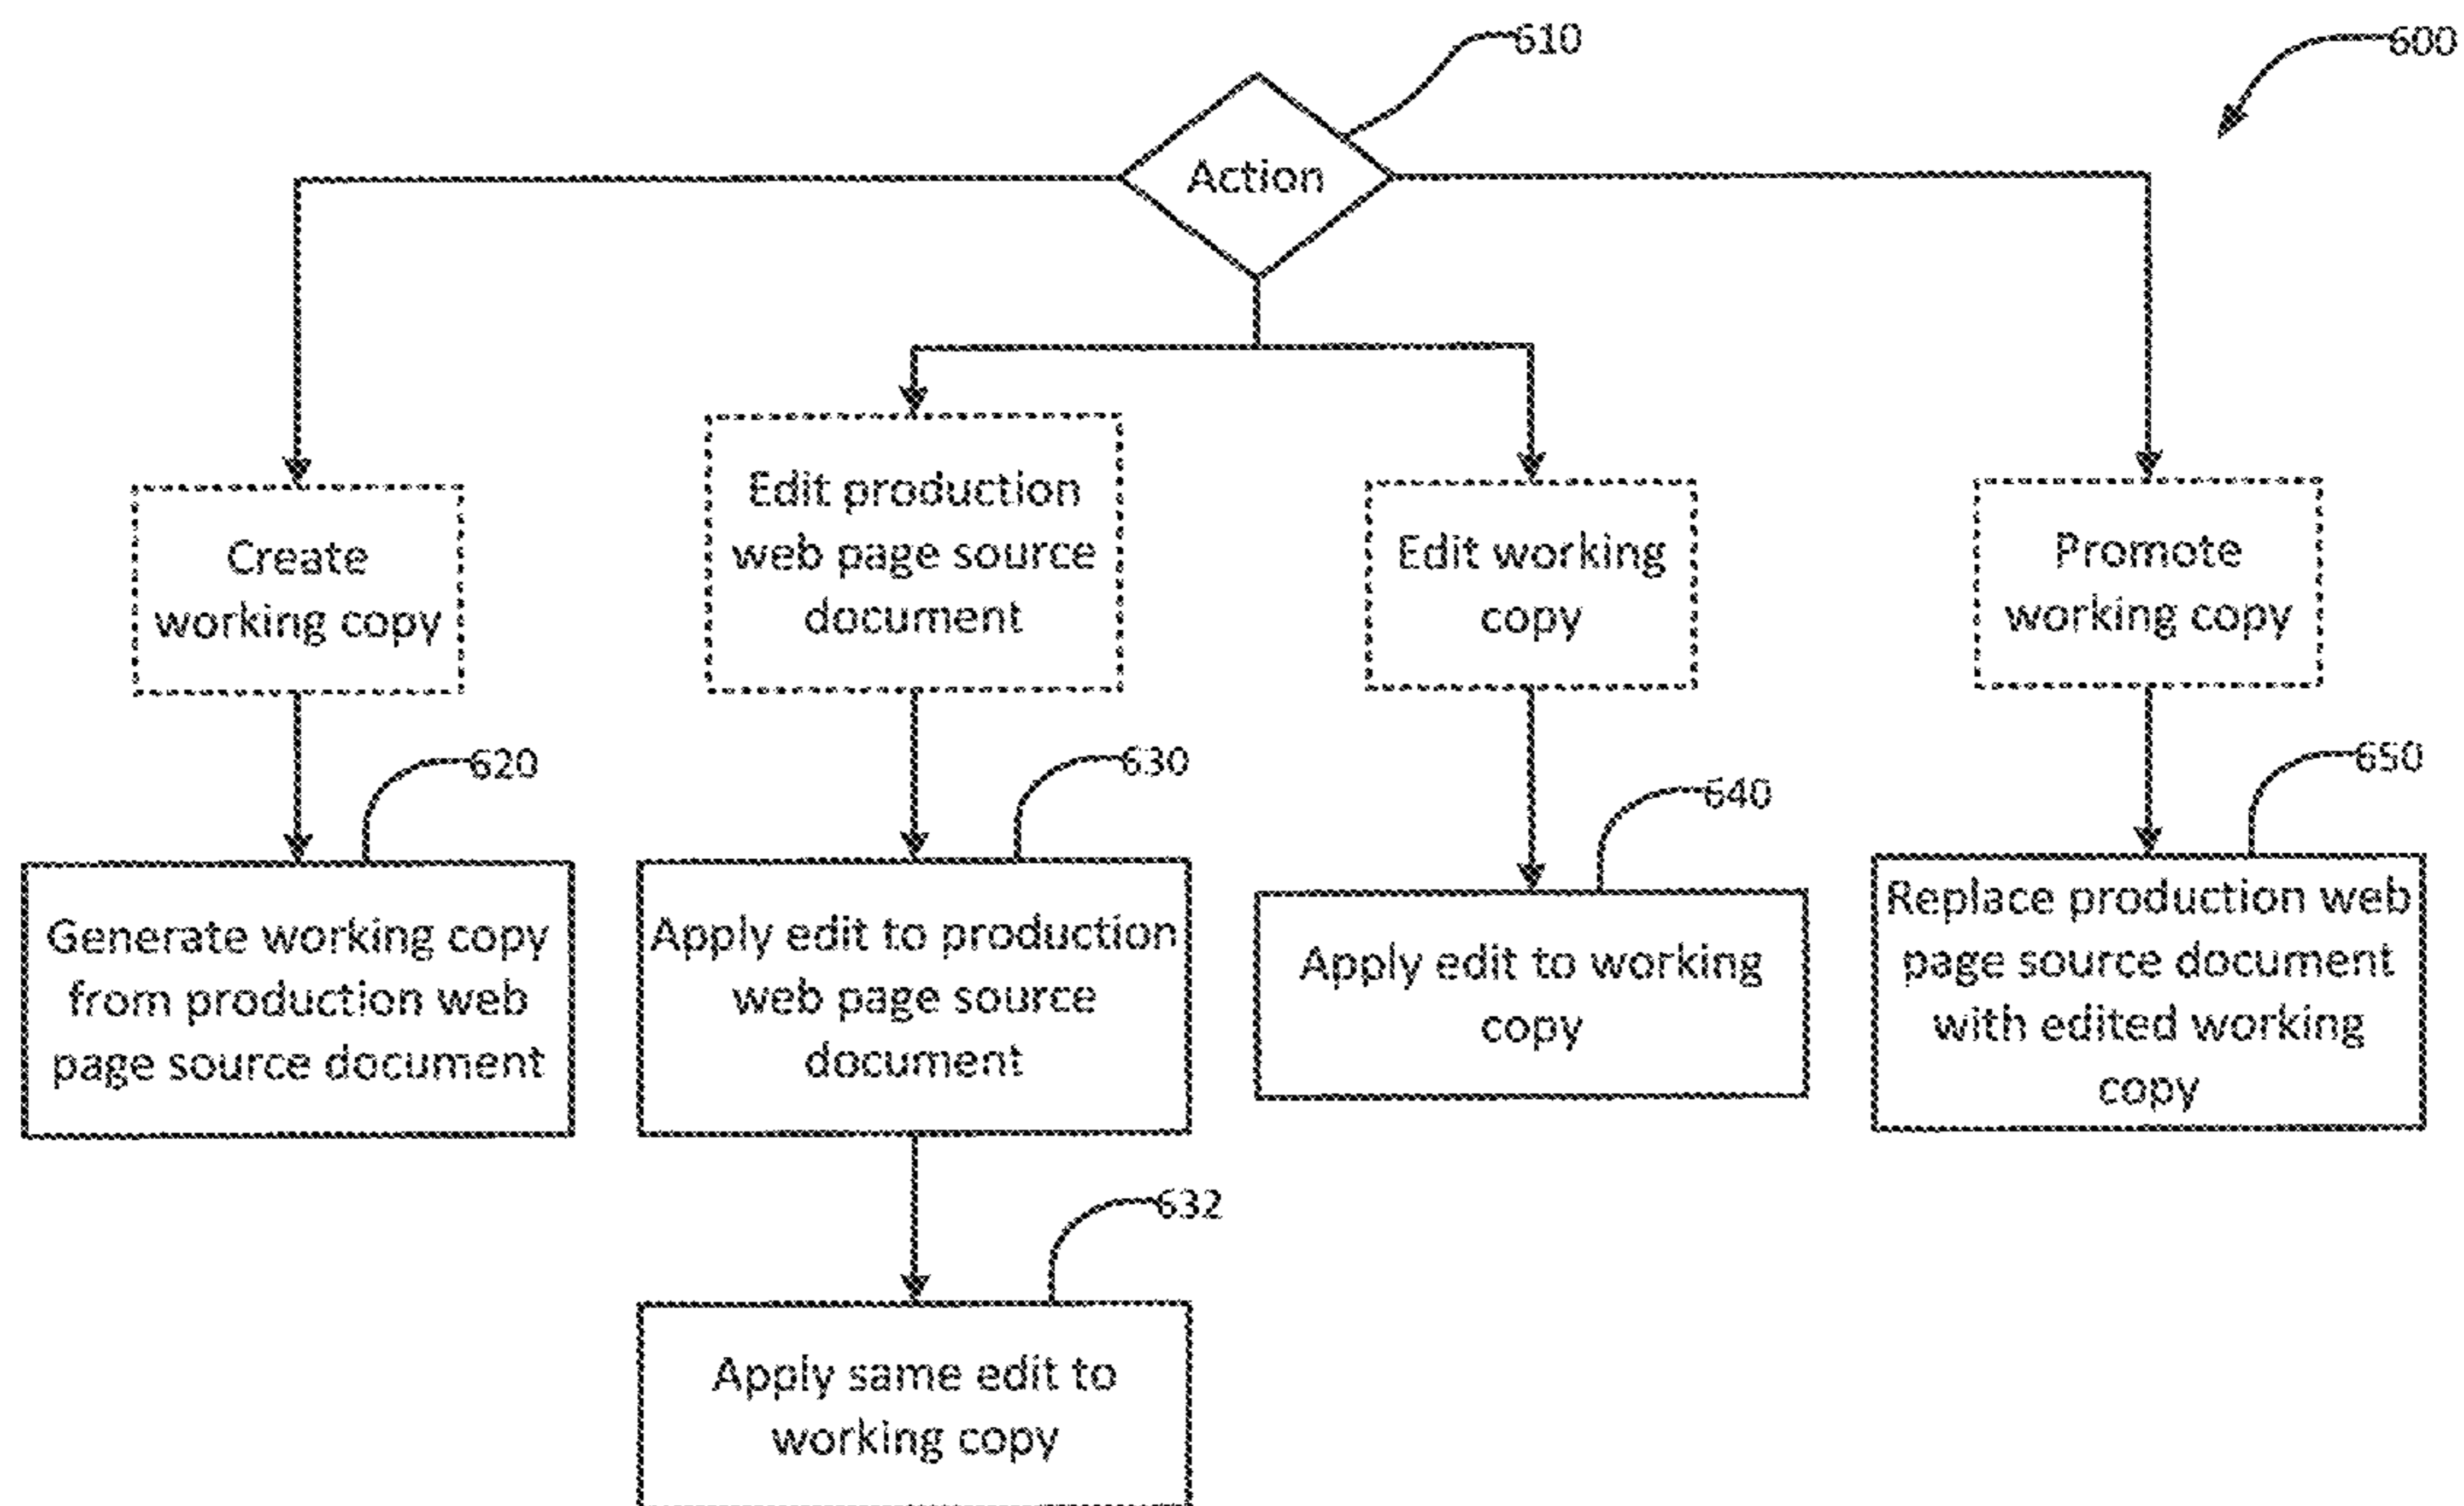 610
600
Action
Create
working copy
Edit production
web page source
document
Edit working
copy
Promote
working copy
620
630
640
650
Generate working copy
from production web
page source document
Apply edit to production
web page source
document
Apply edit to working
copy
Replace production web
page source document
with edited working
copy
632
Apply same edit to
working copy